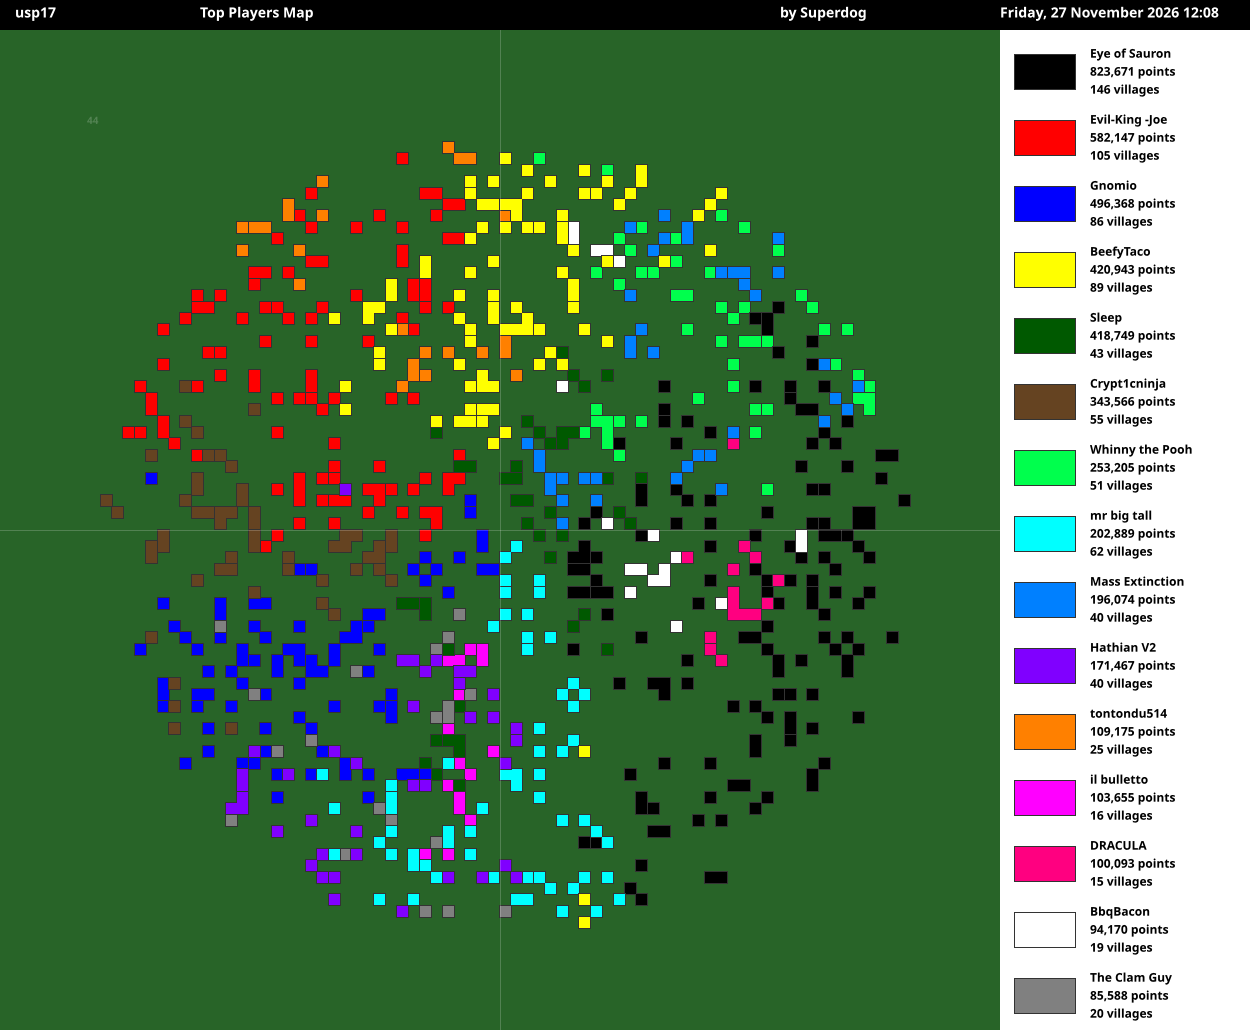 usp17 Top Players Map by Superdog Friday, 27 November 2026 12:08
44
Eye of Sauron
823,671 points
146 villages
Evil-King -Joe
582,147 points
105 villages
Gnomio
496,368 points
86 villages
BeefyTaco
420,943 points
89 villages
Sleep
418,749 points
43 villages
Crypt1cninja
343,566 points
55 villages
Whinny the Pooh
253,205 points
51 villages
mr big tall
202,889 points
62 villages
Mass Extinction
196,074 points
40 villages
Hathian V2
171,467 points
40 villages
tontondu514
109,175 points
25 villages
il bulletto
103,655 points
16 villages
DRACULA
100,093 points
15 villages
BbqBacon
94,170 points
19 villages
The Clam Guy
85,588 points
20 villages